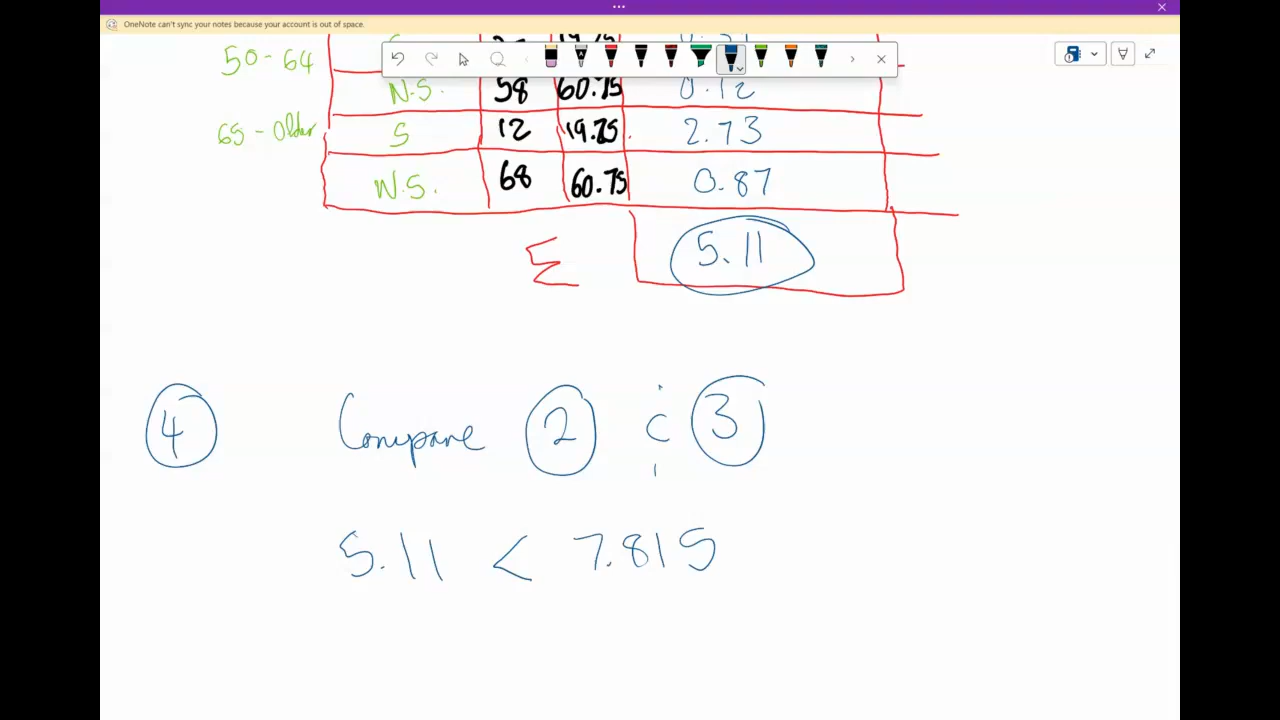 OneNote can't sync your notes because your account is out of space.
50-64
N.S. 58 60.75 0.12
65-Older S 12 19.25 2.73
N.S. 68 60.75 0.87
Σ 5.11
4 Compare 2 & 3
5.11 < 7.815